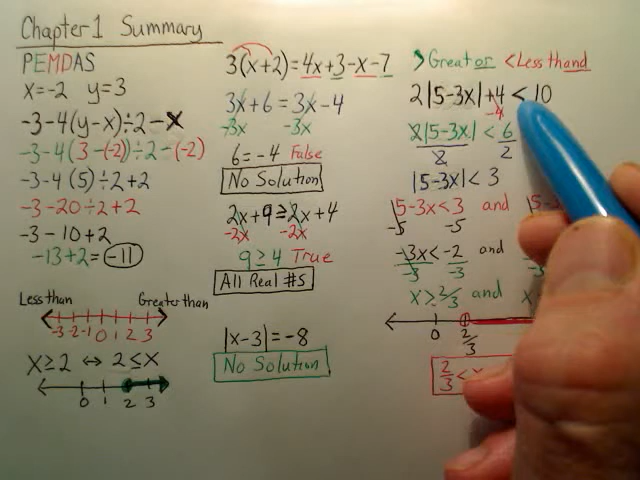 Chapter 1 Summary
PEMDAS
x=-2 y=3
-3-4(y-x)÷2-x
-3-4(3-(-2))÷2-(-2)
-3-4(5)÷2+2
-3-20÷2+2
-3-10+2
-13+2=-11
Less than Greater than
-3 -2 -1 0 1 2 3
x≥2 ↔ 2≤x
0 1 2 3
3(x+2)=4x+3-x-7
3x+6=3x-4
-3x -3x
6=-4 False
No Solution
2x+9≥2x+4
-2x -2x
9≥4 True
All Real #s
|x-3|=-8
No Solution
>Greator <Less thand
2|5-3x|+4<10
-4
2|5-3x|<6
2 2
|5-3x|<3
5-3x<3 and 5-3
-5 -5
-3x<-2 and
-3 -3
x>2/3 and x
0 2/3
2/3<x